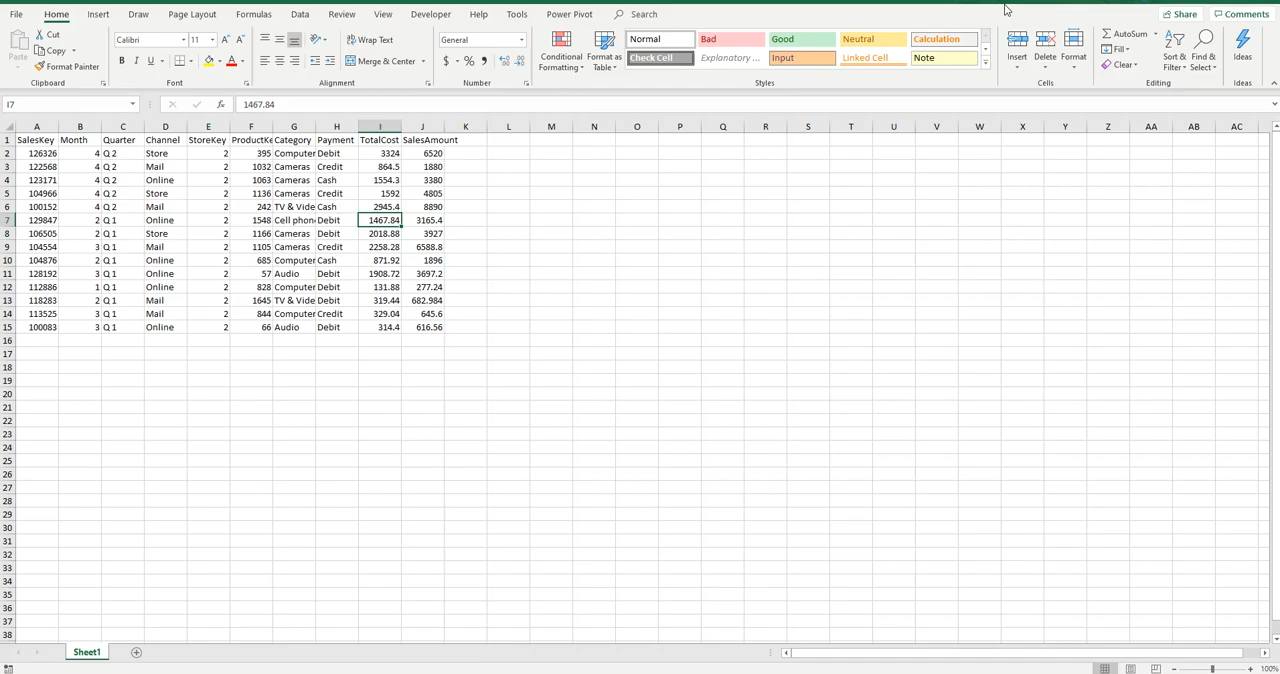 File Home Insert Draw Page Layout Formulas Data Review View Developer Help Tools Power Pivot Search Share Comments
Paste Cut Copy Format Painter Clipboard
Calibri 11 A A B I U A Font
Wrap Text Merge & Center Alignment
General $ % Number
Conditional Formatting Format as Table
Normal Bad Good Neutral Calculation
Check Cell Explanatory ... Input Linked Cell Note
Styles
Insert Delete Format Cells
AutoSum Fill Clear Sort & Filter Find & Select Editing
Ideas Ideas
I7 fx 1467.84
A B C D E F G H I J K L M N O P Q R S T U V W X Y Z AA AB AC
1 SalesKey Month Quarter Channel StoreKey ProductKe Category Payment TotalCost SalesAmount
2 126326 4 Q 2 Store 2 395 Computer Debit 3324 6520
3 122568 4 Q 2 Mail 2 1032 Cameras Credit 864.5 1880
4 123171 4 Q 2 Online 2 1063 Cameras Cash 1554.3 3380
5 104966 4 Q 2 Store 2 1136 Cameras Credit 1592 4805
6 100152 4 Q 2 Mail 2 242 TV & Vide Cash 2945.4 8890
7 129847 2 Q 1 Online 2 1548 Cell phon Debit 1467.84 3165.4
8 106505 2 Q 1 Store 2 1166 Cameras Debit 2018.88 3927
9 104554 3 Q 1 Mail 2 1105 Cameras Credit 2258.28 6588.8
10 104876 2 Q 1 Online 2 685 Computer Cash 871.92 1896
11 128192 3 Q 1 Online 2 57 Audio Debit 1908.72 3697.2
12 112886 1 Q 1 Online 2 828 Computer Debit 131.88 277.24
13 118283 2 Q 1 Mail 2 1645 TV & Vide Debit 319.44 682.984
14 113525 3 Q 1 Mail 2 844 Computer Credit 329.04 645.6
15 100083 3 Q 1 Online 2 66 Audio Debit 314.4 616.56
16
17
18
19
20
21
22
23
24
25
26
27
28
29
30
31
32
33
34
35
36
37
38
Sheet1
100%